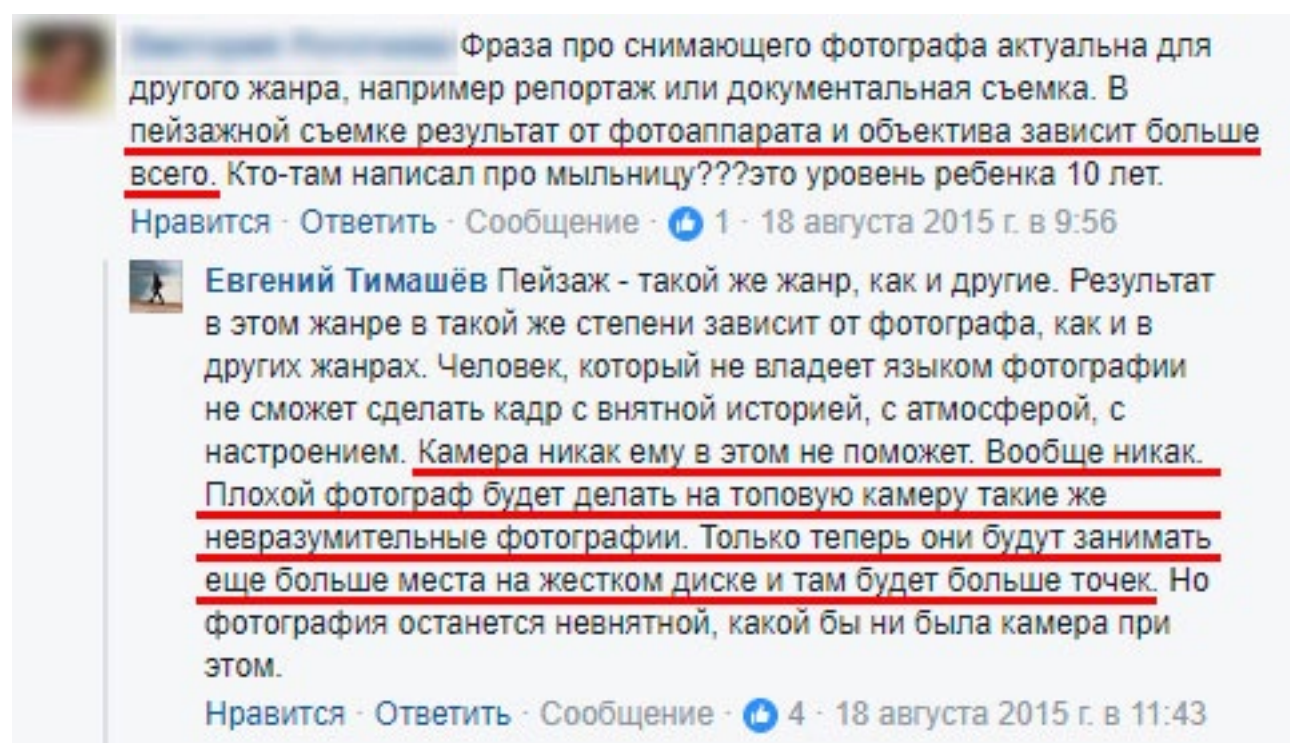 Фраза про снимающего фотографа актуальна для
другого жанра, например репортаж или документальная съемка. В
пейзажной съемке результат от фотоаппарата и объектива зависит больше
всего. Кто-там написал про мыльницу???это уровень ребенка 10 лет.
Нравится · Ответить · Сообщение · 1 · 18 августа 2015 г. в 9:56
Евгений Тимашёв Пейзаж - такой же жанр, как и другие. Результат
в этом жанре в такой же степени зависит от фотографа, как и в
других жанрах. Человек, который не владеет языком фотографии
не сможет сделать кадр с внятной историей, с атмосферой, с
настроением. Камера никак ему в этом не поможет. Вообще никак.
Плохой фотограф будет делать на топовую камеру такие же
невразумительные фотографии. Только теперь они будут занимать
еще больше места на жестком диске и там будет больше точек. Но
фотография останется невнятной, какой бы ни была камера при
этом.
Нравится · Ответить · Сообщение · 4 · 18 августа 2015 г. в 11:43